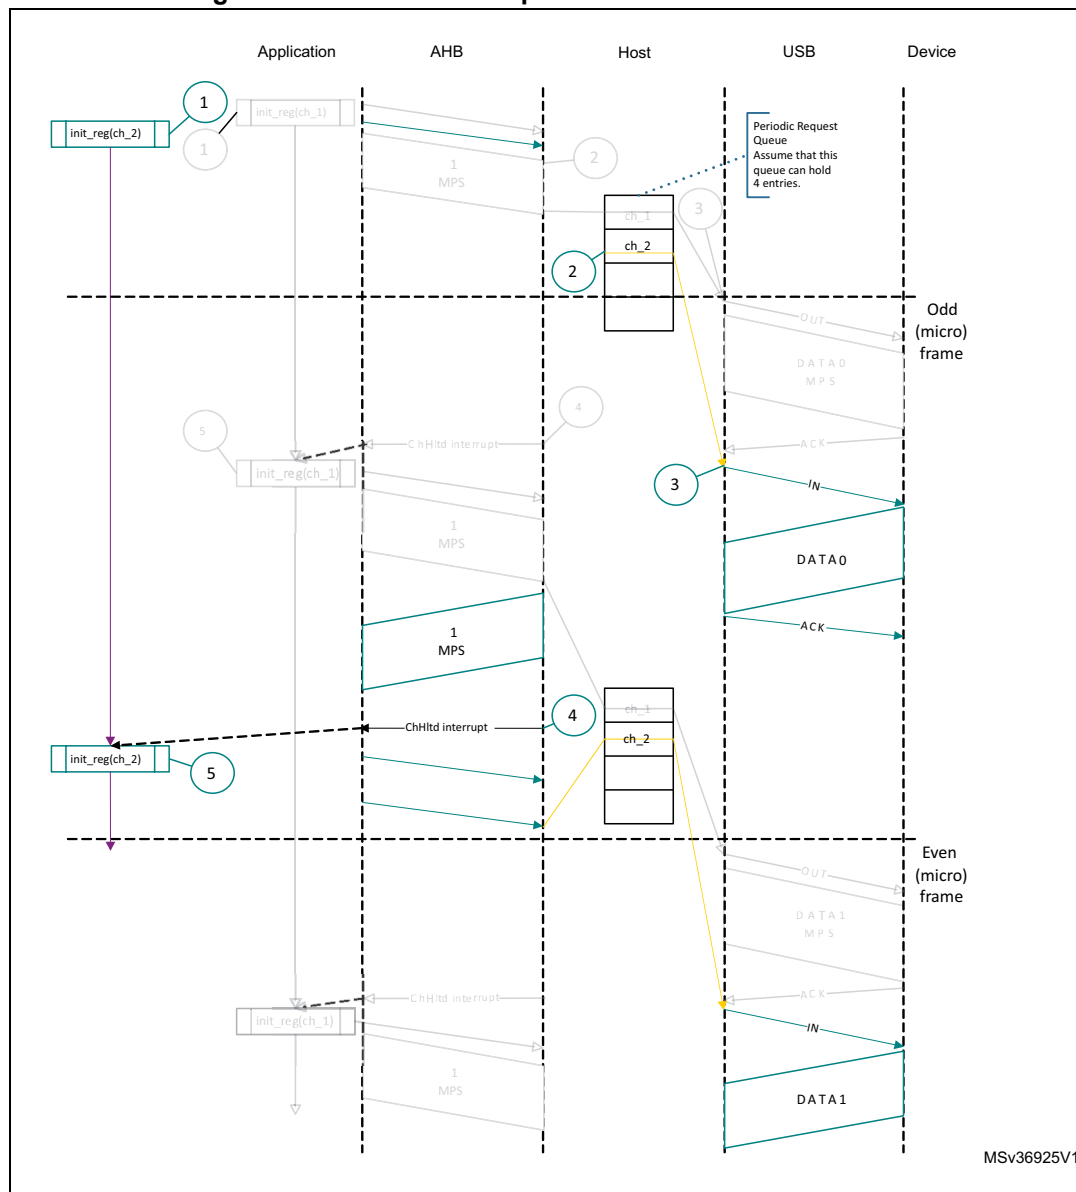 Application
AHB
Host
USB
Device
1
init_reg(ch_1)
init_reg(ch_2)
1
2
1
MPS
Periodic Request
Queue
Assume that this
queue can hold
4 entries.
3
ch_1
ch_2
2
Odd
(micro)
frame
OUT
DATA0
MPS
4
5
ChHltd interrupt
ACK
init_reg(ch_1)
3
IN
1
MPS
DATA0
1
MPS
ACK
4
ch_1
ChHltd interrupt
ch_2
init_reg(ch_2)
5
Even
(micro)
frame
OUT
DATA1
MPS
ChHltd interrupt
ACK
init_reg(ch_1)
IN
1
MPS
DATA1
MSv36925V1